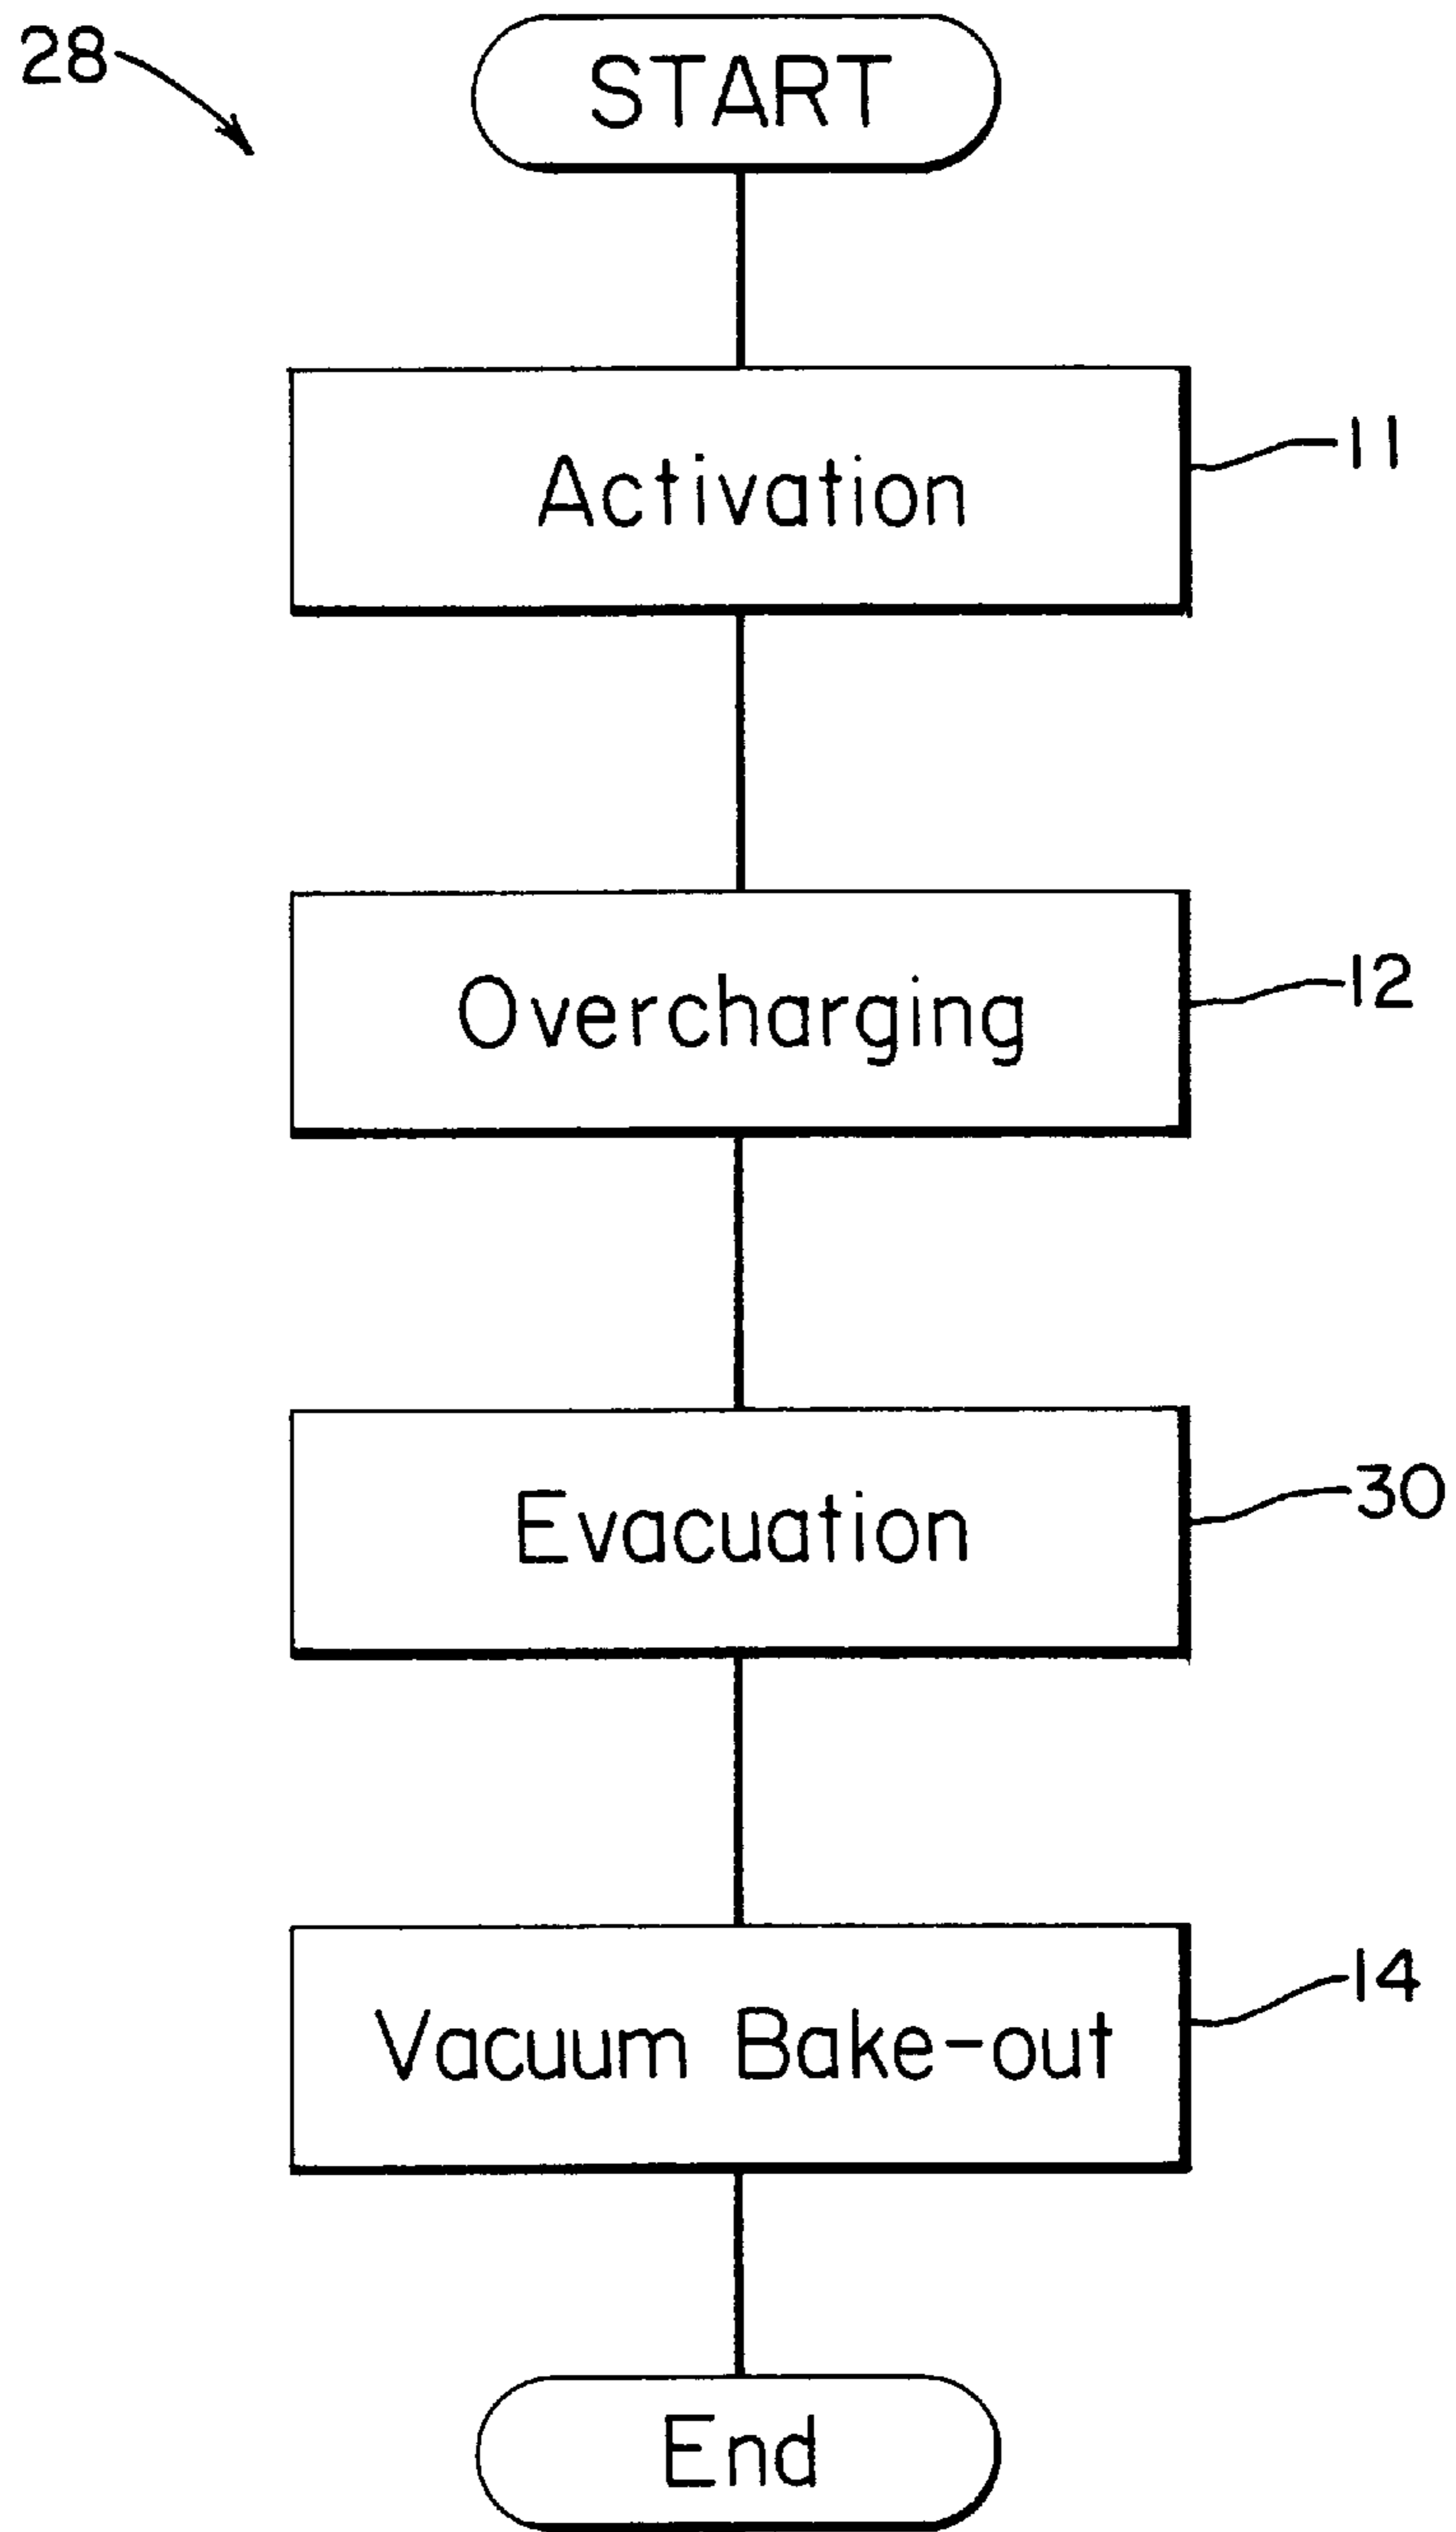 28
START
Activation
11
Overcharging
12
Evacuation
30
Vacuum Bake-out
14
End